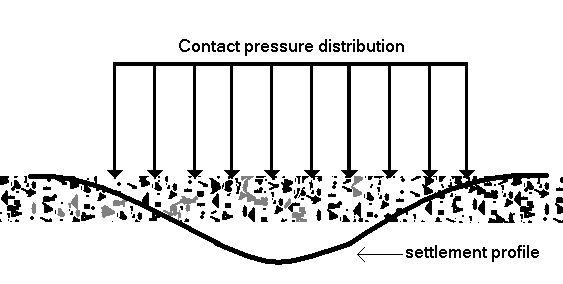 Contact pressure distribution
settlement profile